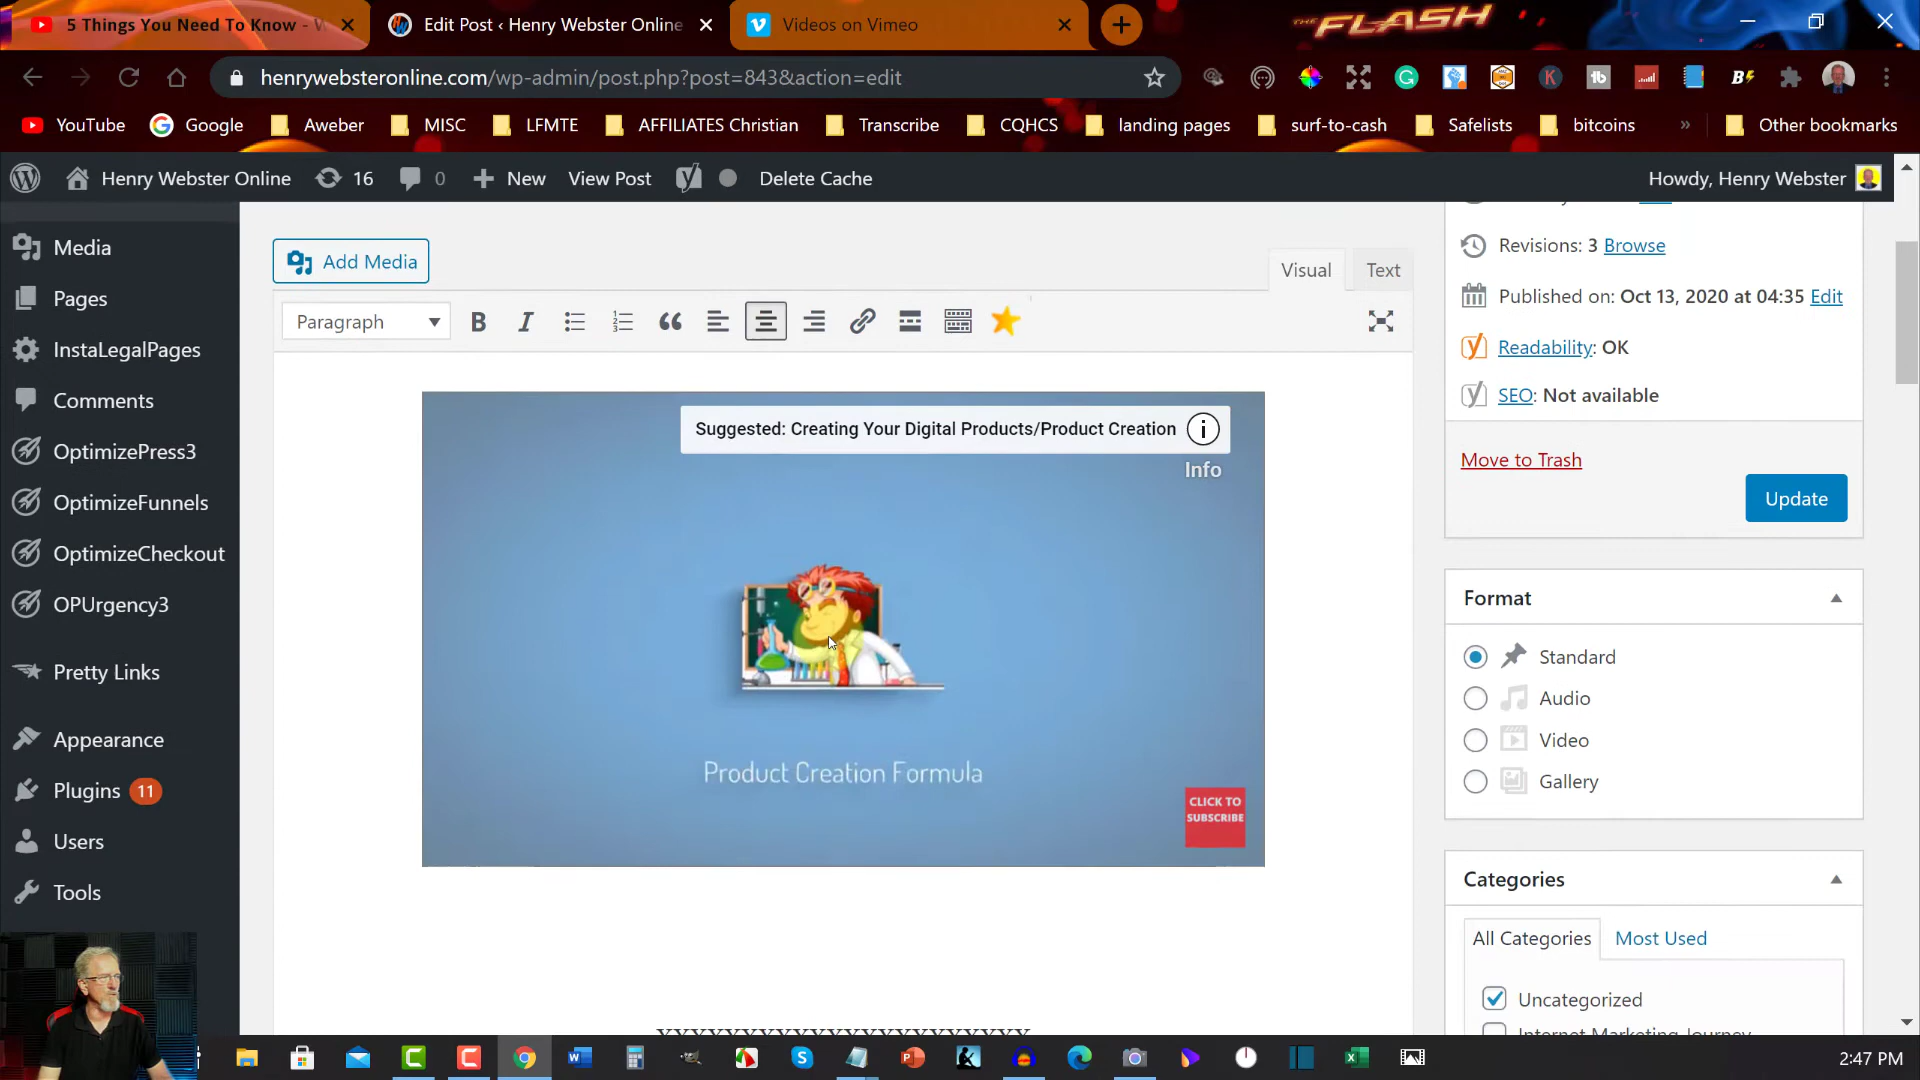 5 Things You Need To Know -
Edit Post ‹ Henry Webster Online
Videos on Vimeo
THE FLASH
henrywebsteronline.com/wp-admin/post.php?post=843&action=edit
YouTube
Google
Aweber
MISC
LFMTE
AFFILIATES Christian
Transcribe
CQHCS
landing pages
surf-to-cash
Safelists
bitcoins
»
Other bookmarks
Henry Webster Online
16
0
New
View Post
Delete Cache
Howdy, Henry Webster
Media
Pages
InstaLegalPages
Comments
OptimizePress3
OptimizeFunnels
OptimizeCheckout
OPUrgency3
Pretty Links
Appearance
Plugins 11
Users
Tools
Add Media
Visual
Text
Paragraph
Suggested: Creating Your Digital Products/Product Creation
Info
Product Creation Formula
CLICK TO
SUBSCRIBE
Revisions: 3 Browse
Published on: Oct 13, 2020 at 04:35 Edit
Readability: OK
SEO: Not available
Move to Trash
Update
Format
Standard
Audio
Video
Gallery
Categories
All Categories
Most Used
Uncategorized
Internet Marketing Journey
2:47 PM